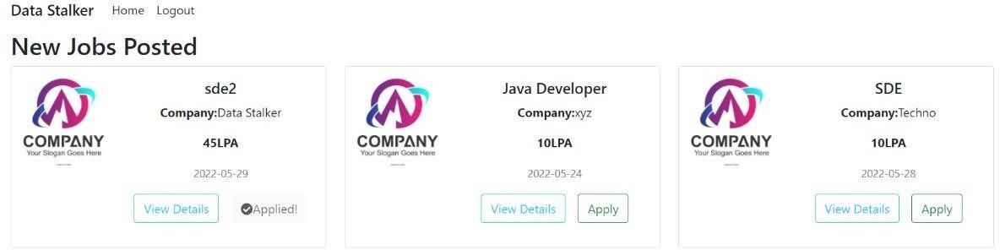 Data Stalker Home Logout
New Jobs Posted
COMPANY
Your Slogan Goes Here
sde2
Company:Data Stalker
45LPA
2022-05-29
View Details Applied!
COMPANY
Your Slogan Goes Here
Java Developer
Company:xyz
10LPA
2022-05-24
View Details Apply
COMPANY
Your Slogan Goes Here
SDE
Company:Techno
10LPA
2022-05-28
View Details Apply